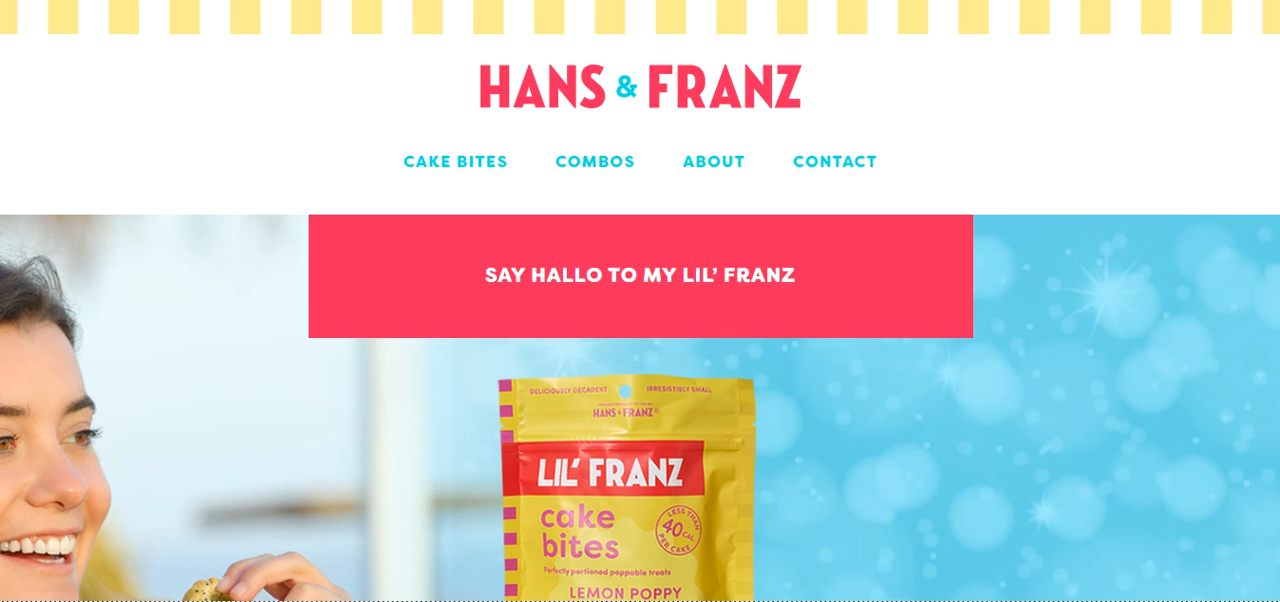 HANS & FRANZ
CAKE BITES COMBOS ABOUT CONTACT
SAY HALLO TO MY LIL’ FRANZ
DELICIOUSLY DECADENT IRRESISTIBLY SMALL
HANS & FRANZ®
LIL’ FRANZ
cake
bites
LESS THAN
40 CAL
PER CAKE
Perfectly portioned poppable treats
LEMON POPPY